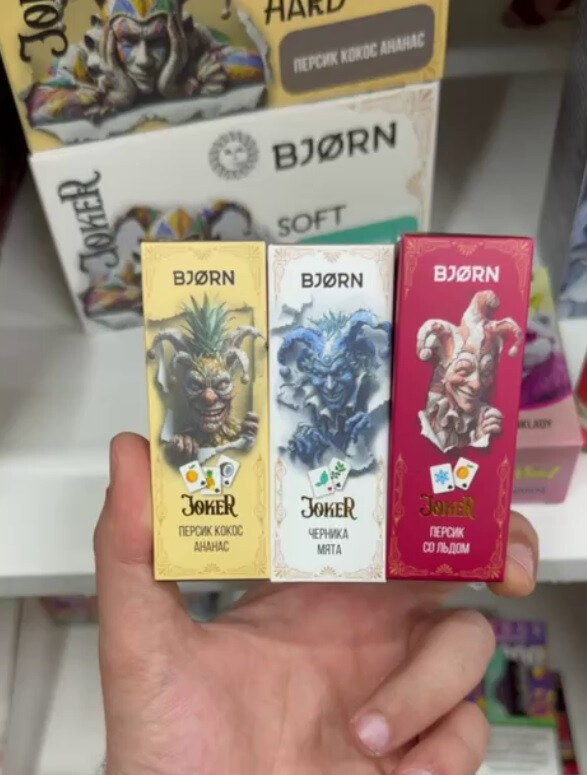 HARD
ПЕРСИК КОКОС АНАНАС
JOKER
BJØRN
SOFT
BJØRN
JOKER
ПЕРСИК КОКОС
АНАНАС
BJØRN
JOKER
ЧЕРНИКА
МЯТА
BJØRN
JOKER
ПЕРСИК
СО ЛЬДОМ